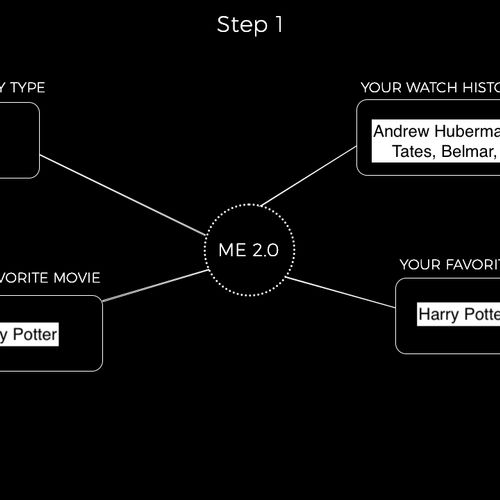 Step 1
Y TYPE
YOUR WATCH HISTO
Andrew Huberma
Tates, Belmar,
ME 2.0
VORITE MOVIE
YOUR FAVORIT
y Potter
Harry Potte